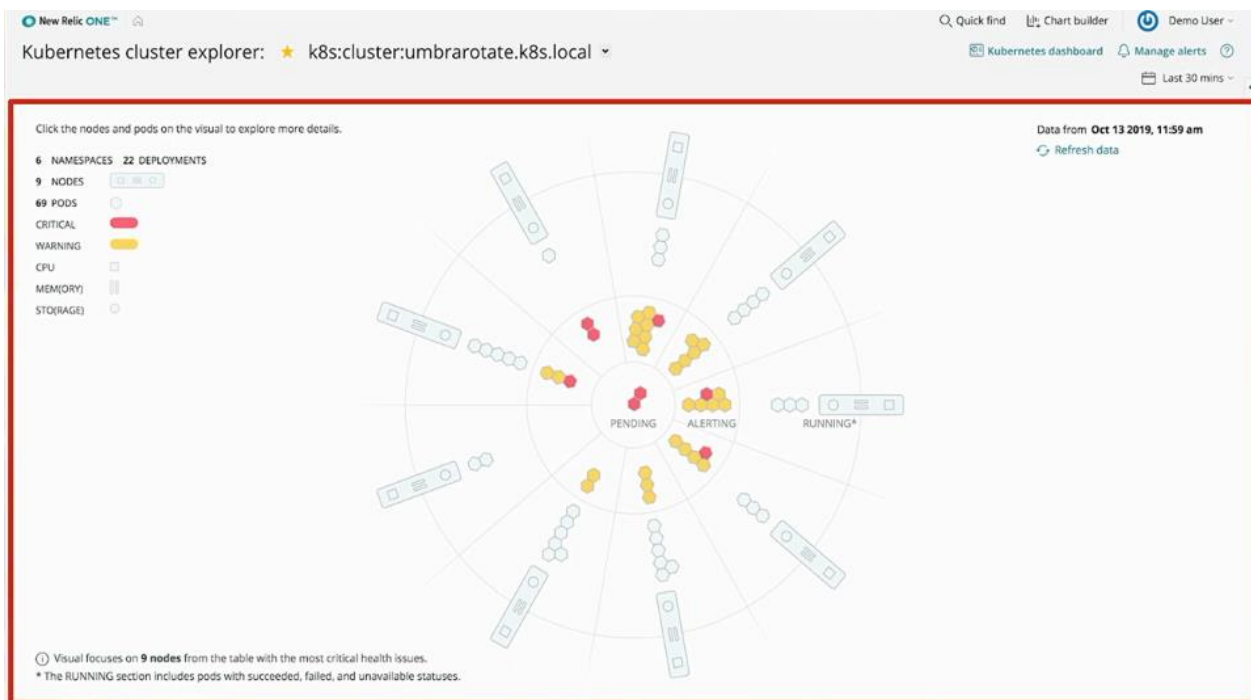 New Relic ONE™
Quick find
Chart builder
Demo User
Kubernetes cluster explorer: k8s:cluster:umbrarotate.k8s.local
Kubernetes dashboard
Manage alerts
Last 30 mins
Click the nodes and pods on the visual to explore more details.
Data from Oct 13 2019, 11:59 am
Refresh data
6 NAMESPACES 22 DEPLOYMENTS
9 NODES
69 PODS
CRITICAL
WARNING
CPU
MEM(ORY)
STO(RAGE)
PENDING
ALERTING
RUNNING*
Visual focuses on 9 nodes from the table with the most critical health issues.
* The RUNNING section includes pods with succeeded, failed, and unavailable statuses.